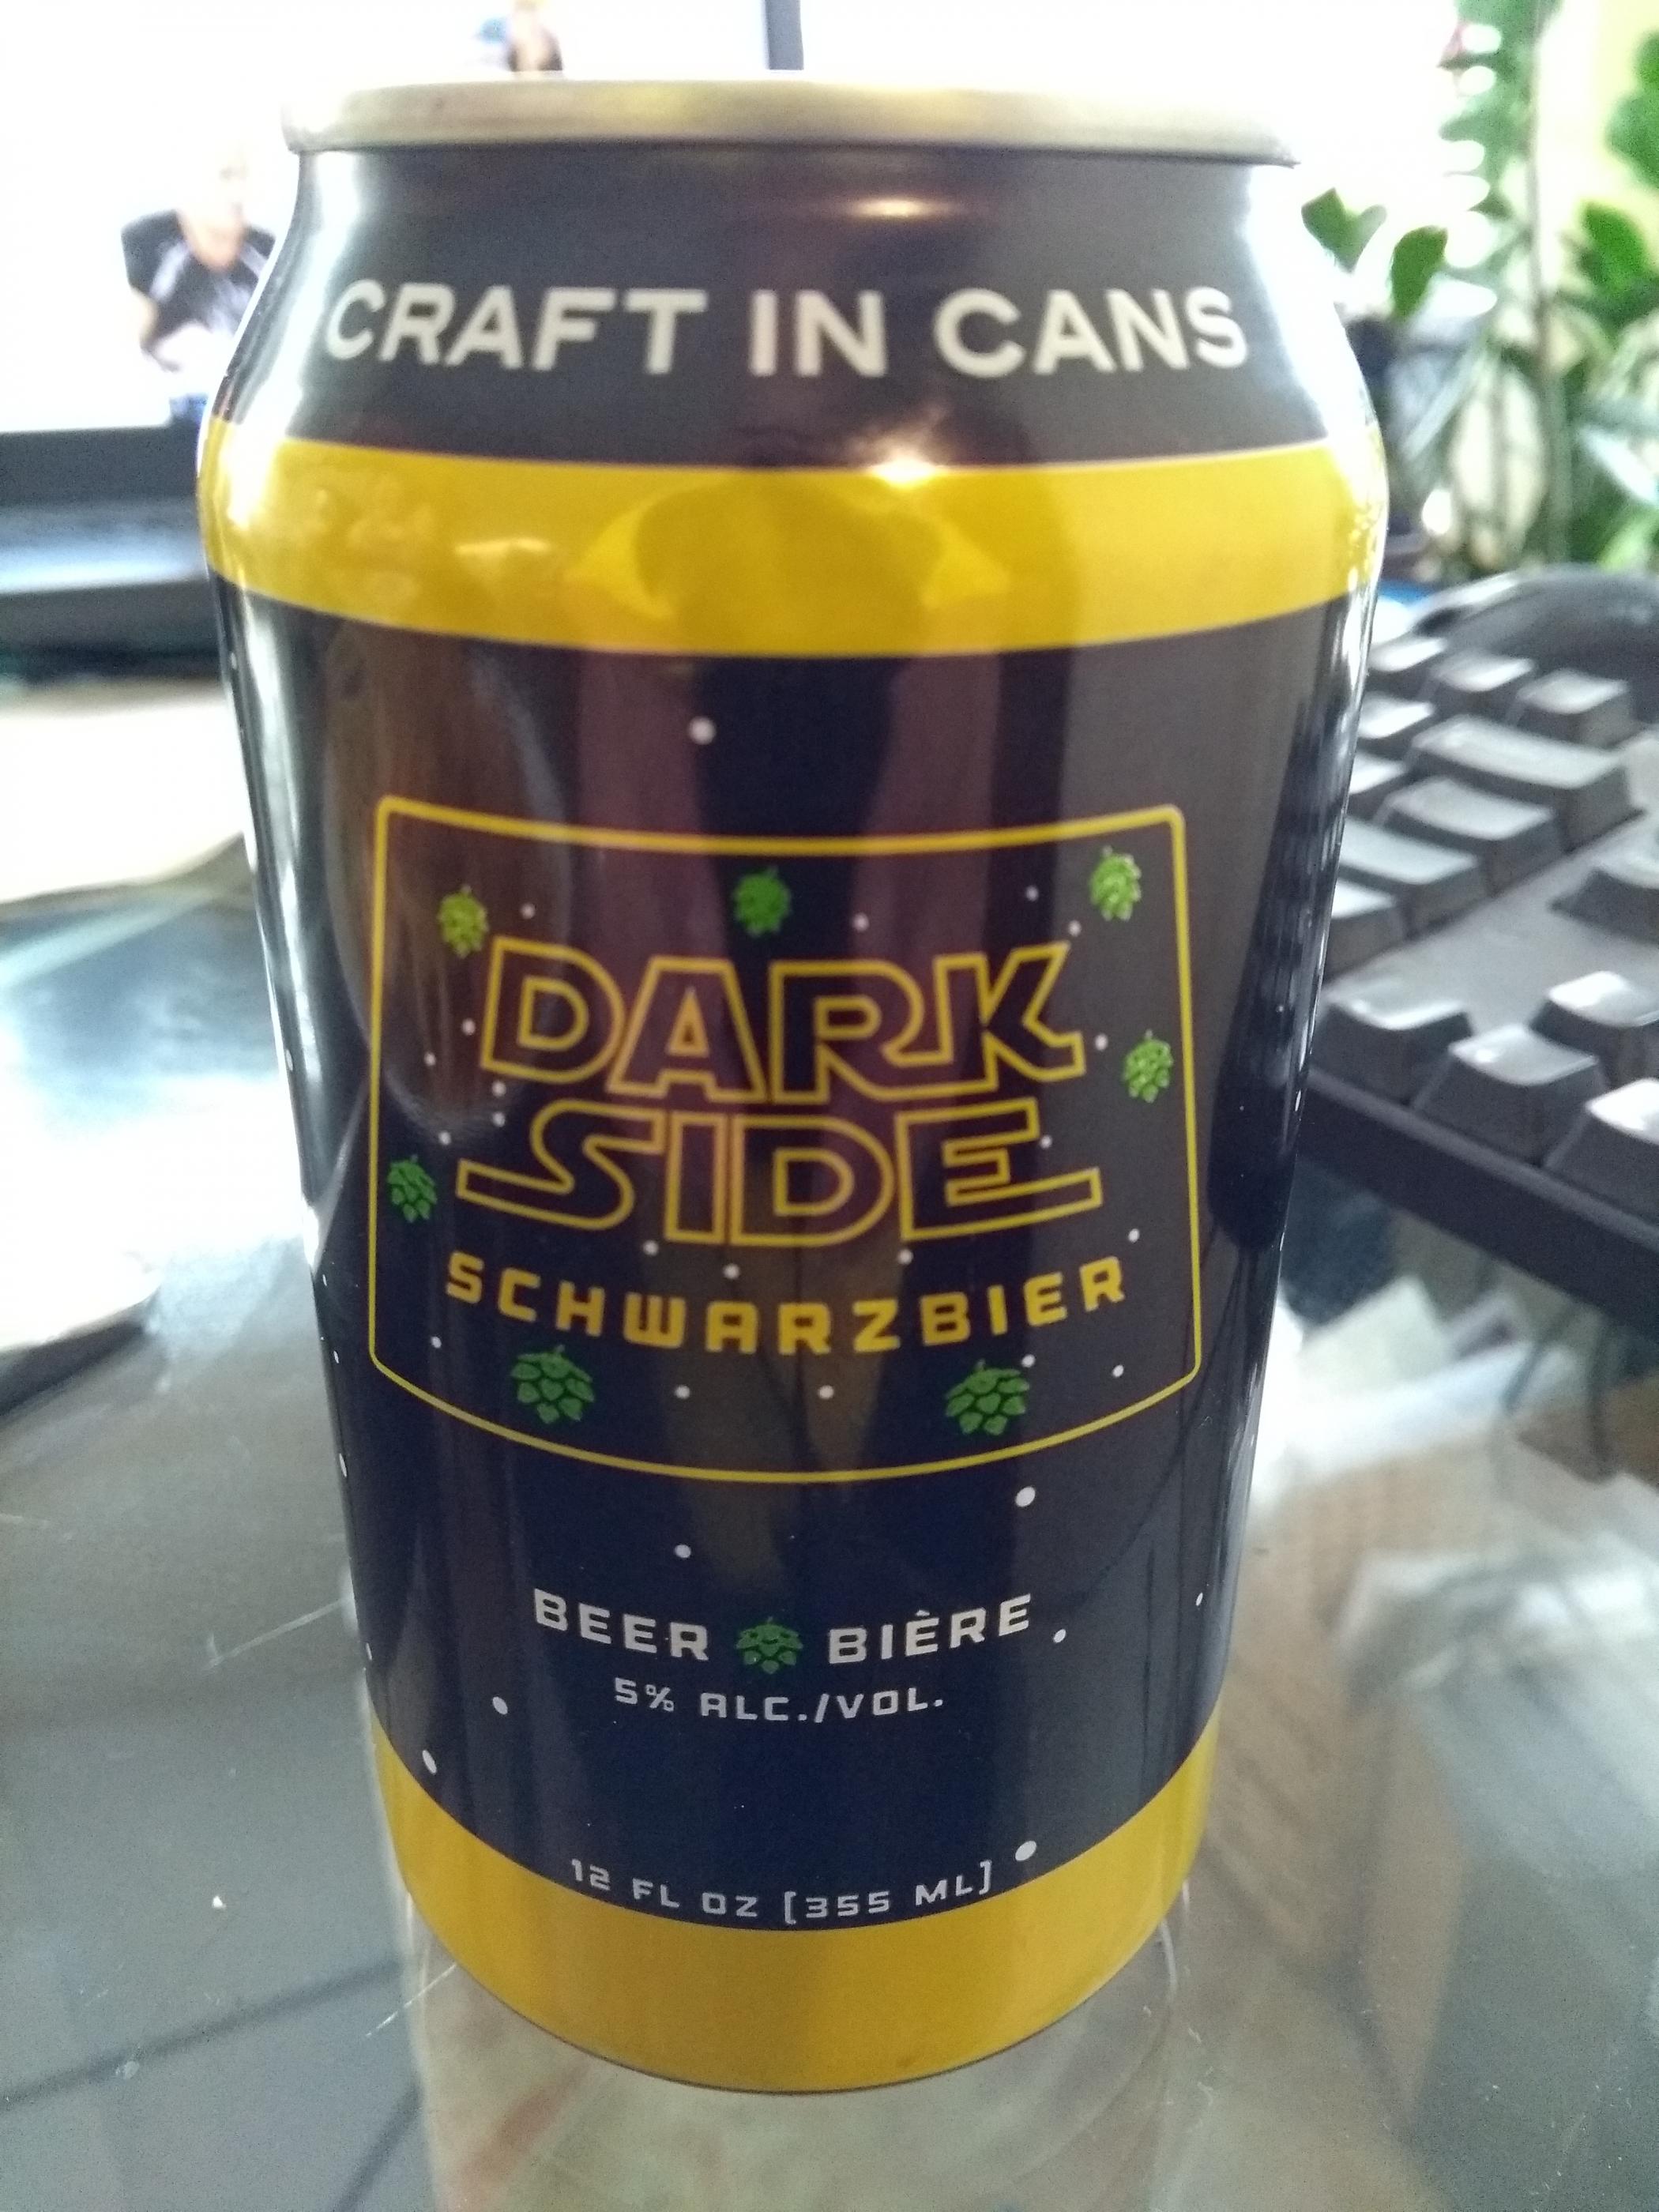 CRAFT IN CANS
DARK
SIDE
SCHWARZBIER
BEER BIÈRE
5% ALC./VOL.
12 FL OZ [355 ML]